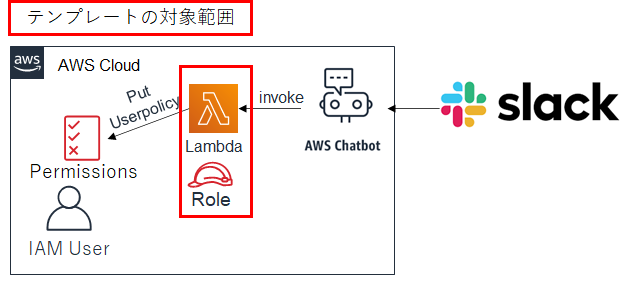 テンプレートの対象範囲
aws
AWS Cloud
Put
Userpolicy
invoke
slack
Lambda
AWS Chatbot
Permissions
Role
IAM User